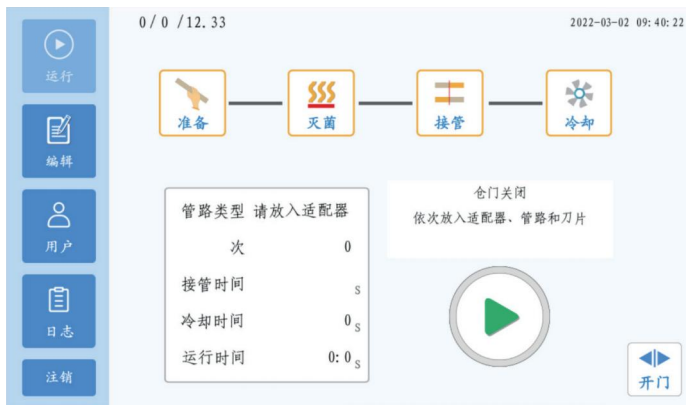 0/ 0 /12.33
2022-03-02 09:40:22
运行
编辑
用户
日志
注销
准备
灭菌
接管
冷却
管路类型 请放入适配器
次 0
接管时间 s
冷却时间 0 s
运行时间 0:0 s
仓门关闭
依次放入适配器、管路和刀片
开门